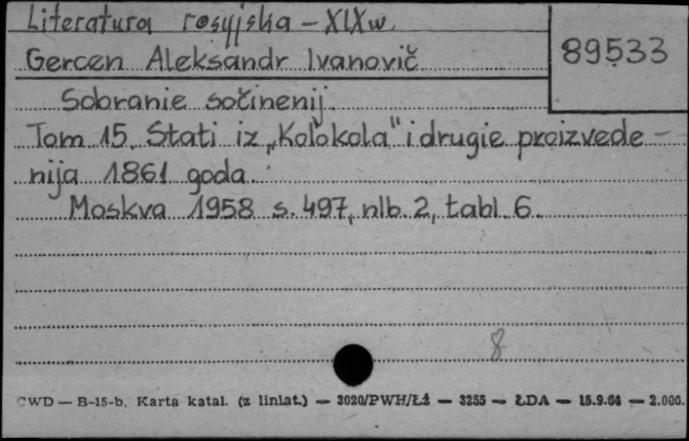 Literatura rosyjska - XIX w.
89533
Gercen Aleksandr Ivanovič
Sobranie sočinenij.
Tom 15. Stati iz „Kolokola" i drugie proizvede-
nija 1861 goda.
Moskva 1958 s. 497, nlb. 2, tabl. 6.
8
CWD — B-15-b. Karta katal. (z liniat.) — 3020/PWH/Łź — 3255 — ŁDA — 15.9.64 — 2.000.